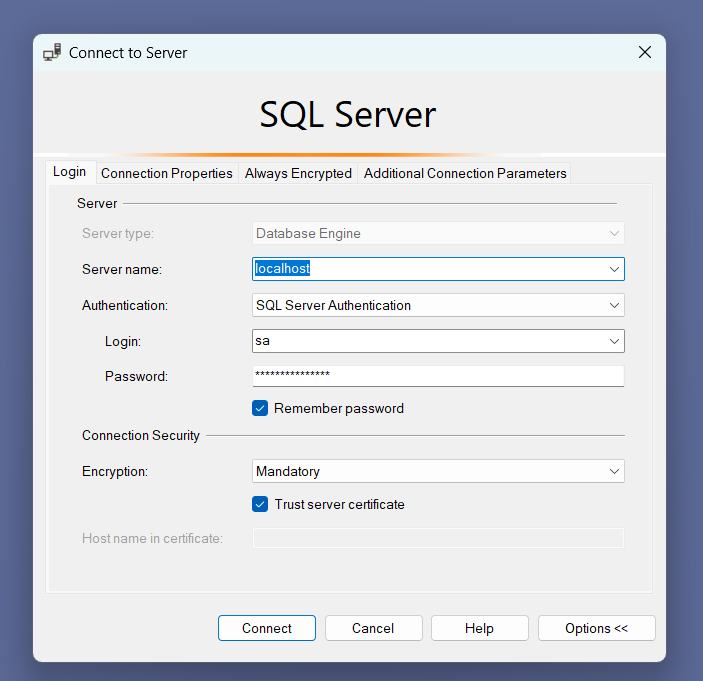 Connect to Server
SQL Server
Login Connection Properties Always Encrypted Additional Connection Parameters
Server
Server type: Database Engine
Server name: localhost
Authentication: SQL Server Authentication
Login: sa
Password: ***************
Remember password
Connection Security
Encryption: Mandatory
Trust server certificate
Host name in certificate:
Connect Cancel Help Options <<